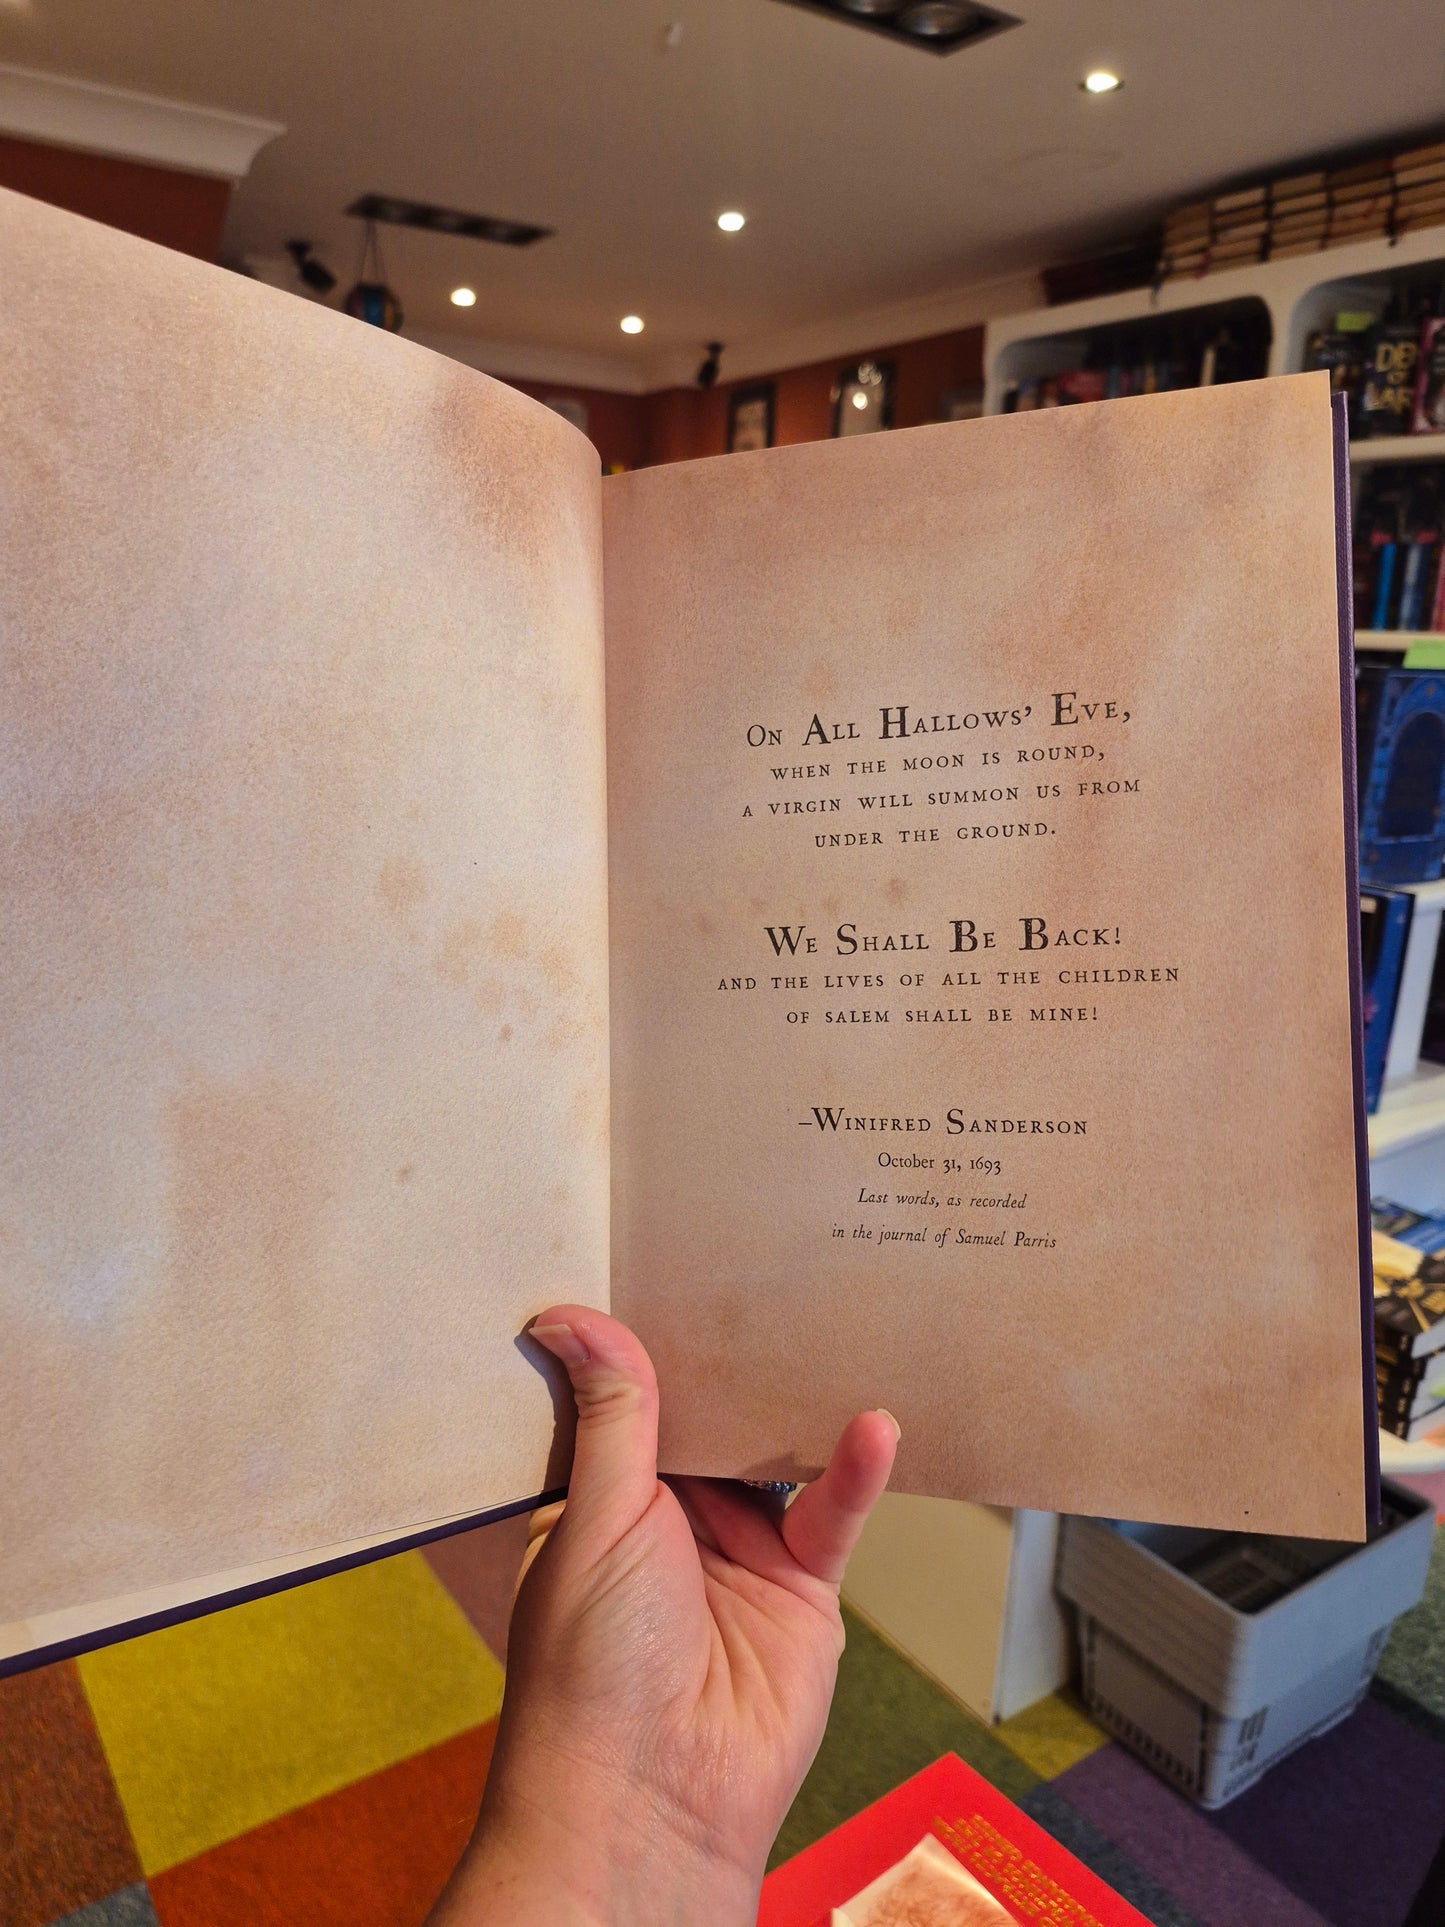 On All Hallows' Eve,
when the moon is round,
a virgin will summon us from
under the ground.
We Shall Be Back!
and the lives of all the children
of Salem shall be mine!
–Winifred Sanderson
October 31, 1693
Last words, as recorded
in the journal of Samuel Parris